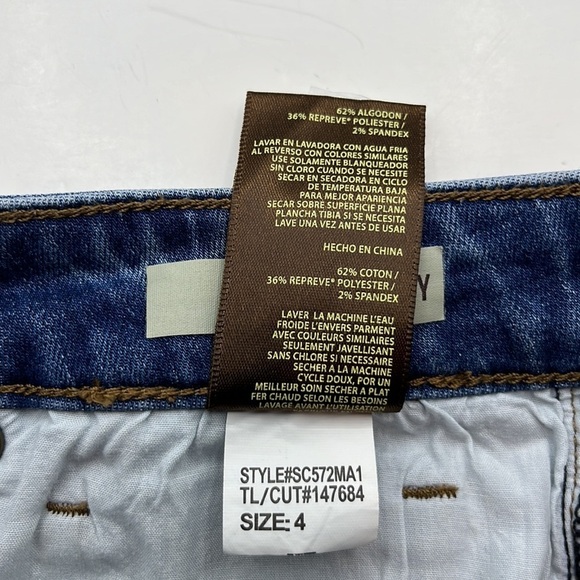 62% ALGODON /
36% REPREVE® POLIESTER /
2% SPANDEX
LAVAR EN LAVADORA CON AGUA FRIA
AL REVERSO CON COLORES SIMILARES
USE SOLAMENTE BLANQUEADOR
SIN CLORO CUANDO SE NECESITE
SECAR EN SECADORA EN CICLO
DE TEMPERATURA BAJA
PARA MEJOR APARIENCIA
SECAR SOBRE SUPERFICIE PLANA
PLANCHA TIBIA SI SE NECESITA
LAVE UNA VEZ ANTES DE USAR
HECHO EN CHINA
62% COTON /
36% REPREVE® POLYESTER /
2% SPANDEX
Y
LAVER LA MACHINE L'EAU
FROIDE L'ENVERS PARMENT
AVEC COULEURS SIMILAIRES
SEULEMENT JAVELLISANT
SANS CHLORE SI NECESSAIRE
SECHER A LA MACHINE
CYCLE DOUX, POR UN
MEILLEUR SOIN SECHER A PLAT
FER CHAUD SELON LES BESOINS
LAVAGE AVANT L'UTILISATION
STYLE#SC572MA1
TL/CUT#147684
SIZE: 4